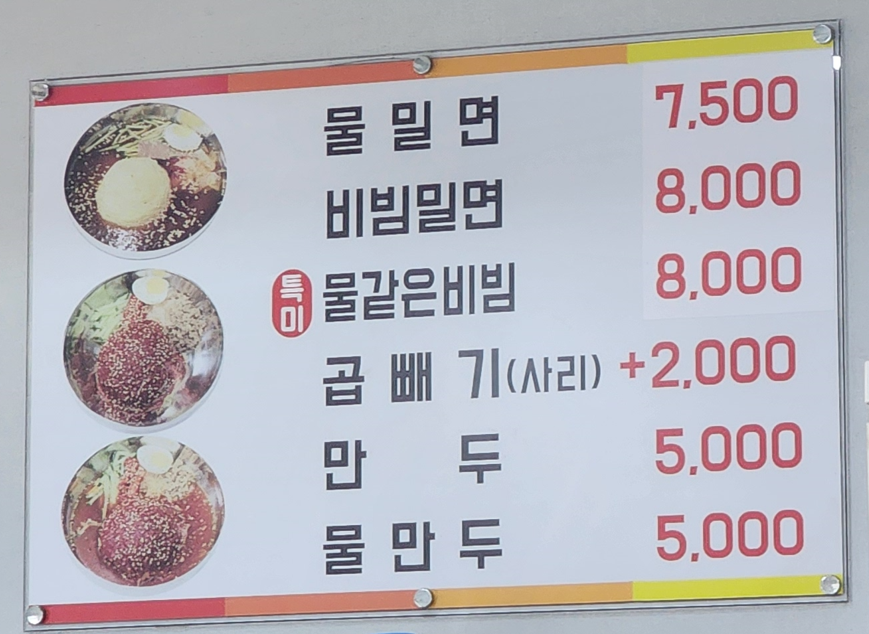 물밀면 7,500
비빔밀면 8,000
특미 물같은비빔 8,000
곱빼기(사리) +2,000
만두 5,000
물만두 5,000